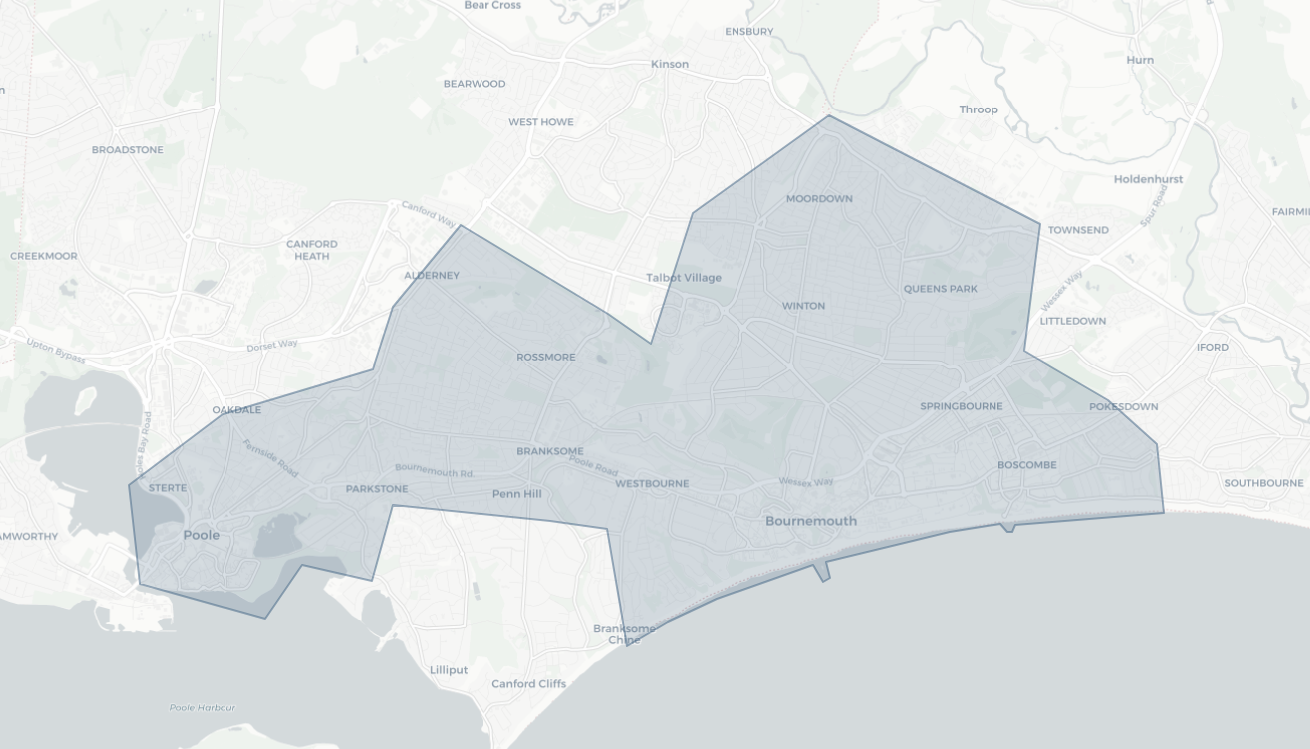 Bear Cross
ENSBURY
Kinson
Hurn
BEARWOOD
Throop
WEST HOWE
BROADSTONE
Holdenhurst
MOORDOWN
Spur Road
Canford Way
FAIRMI
TOWNSEND
CANFORD
HEATH
CREEKMOOR
ALDERNEY
Talbot Village
QUEENS PARK
Wessex Way
WINTON
LITTLEDOWN
Upton Bypass
Dorset Way
IFORD
ROSSMORE
OAKDALE
SPRINGBOURNE
POKESDOWN
oles Bay Road
Fernside Road
BRANKSOME
Poole Road
BOSCOMBE
Bournemouth Rd
STERTE
PARKSTONE
Penn Hill
WESTBOURNE
Wessex Way
SOUTHBOURNE
Bournemouth
Poole
AMWORTHY
Branksome
Chine
Lilliput
Canford Cliffs
Poole Harbour